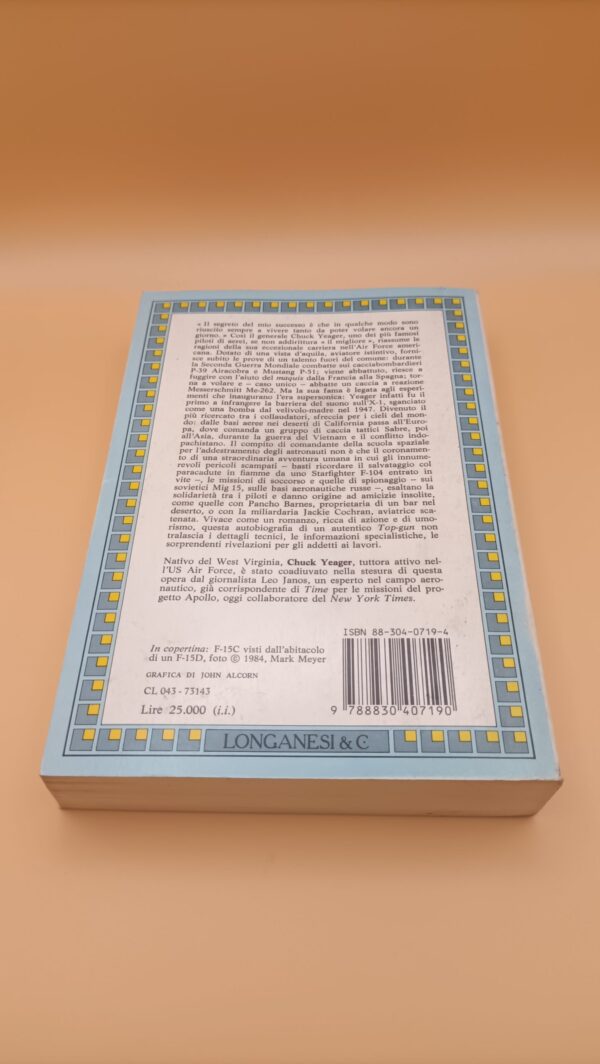 « Il segreto del mio successo è che in qualche modo sono
riuscito sempre a vivere tanto da poter volare ancora un
giorno. » Così il generale Chuck Yeager, uno dei più famosi
piloti di aerei, se non addirittura « il migliore », riassume le
ragioni della sua eccezionale carriera nell'Air Force ameri-
cana. Dotato di una vista d'aquila, aviatore istintivo, forni-
sce subito le prove di un talento fuori del comune: durante
la Seconda Guerra Mondiale combatte sui cacciabombardieri
P-39 Airacobra e Mustang P-51; viene abbattuto, riesce a
fuggire con l'aiuto del maquis dalla Francia alla Spagna; tor-
na a volare e – caso unico – abbatte un caccia a reazione
Messerschmitt Me-262. Ma la sua fama è legata agli esperi-
menti che inaugurano l'era supersonica: Yeager infatti fu il
primo a infrangere la barriera del suono sull'X-1, sganciato
come una bomba dal velivolo-madre nel 1947. Divenuto il
più ricercato tra i collaudatori, sfreccia per i cieli del mon-
do: dalle basi aeree nei deserti di California passa all'Euro-
pa, dove comanda un gruppo di caccia tattici Sabre, poi
all'Asia, durante la guerra del Vietnam e il conflitto indo-
pachistano. Il compito di comandante della scuola spaziale
per l'addestramento degli astronauti non è che il coronamen-
to di una straordinaria avventura umana in cui gli innume-
revoli pericoli scampati – basti ricordare il salvataggio col
paracadute in fiamme da uno Starfighter F-104 entrato in
vite –, le missioni di soccorso e quelle di spionaggio – sui
sovietici Mig 15, sulle basi aeronautiche russe –, esaltano la
solidarietà tra i piloti e danno origine ad amicizie insolite,
come quelle con Pancho Barnes, proprietaria di un bar nel
deserto, o con la miliardaria Jackie Cochran, aviatrice sca-
tenata. Vivace come un romanzo, ricca di azione e di umo-
rismo, questa autobiografia di un autentico Top-gun non
tralascia i dettagli tecnici, le informazioni specialistiche, le
sorprendenti rivelazioni per gli addetti ai lavori.
Nativo del West Virginia, Chuck Yeager, tuttora attivo nel-
l'US Air Force, è stato coadiuvato nella stesura di questa
opera dal giornalista Leo Janos, un esperto nel campo aero-
nautico, già corrispondente di Time per le missioni del pro-
getto Apollo, oggi collaboratore del New York Times.
ISBN 88-304-0719-4
In copertina: F-15C visti dall'abitacolo
di un F-15D, foto © 1984, Mark Meyer
GRAFICA DI JOHN ALCORN
CL 043 - 73143
Lire 25.000 (i.i.)
9 788830 407190
LONGANESI & C